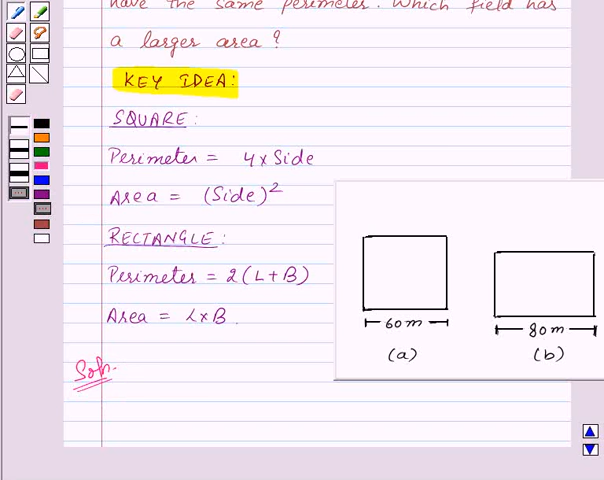 have the same perimeter. Which field has
a larger area?
KEY IDEA:
SQUARE:
Perimeter = 4 x Side
Area = (Side)²
RECTANGLE:
Perimeter = 2(L+B)
Area = L x B.
60 m
80 m
(a)
(b)
Soln.